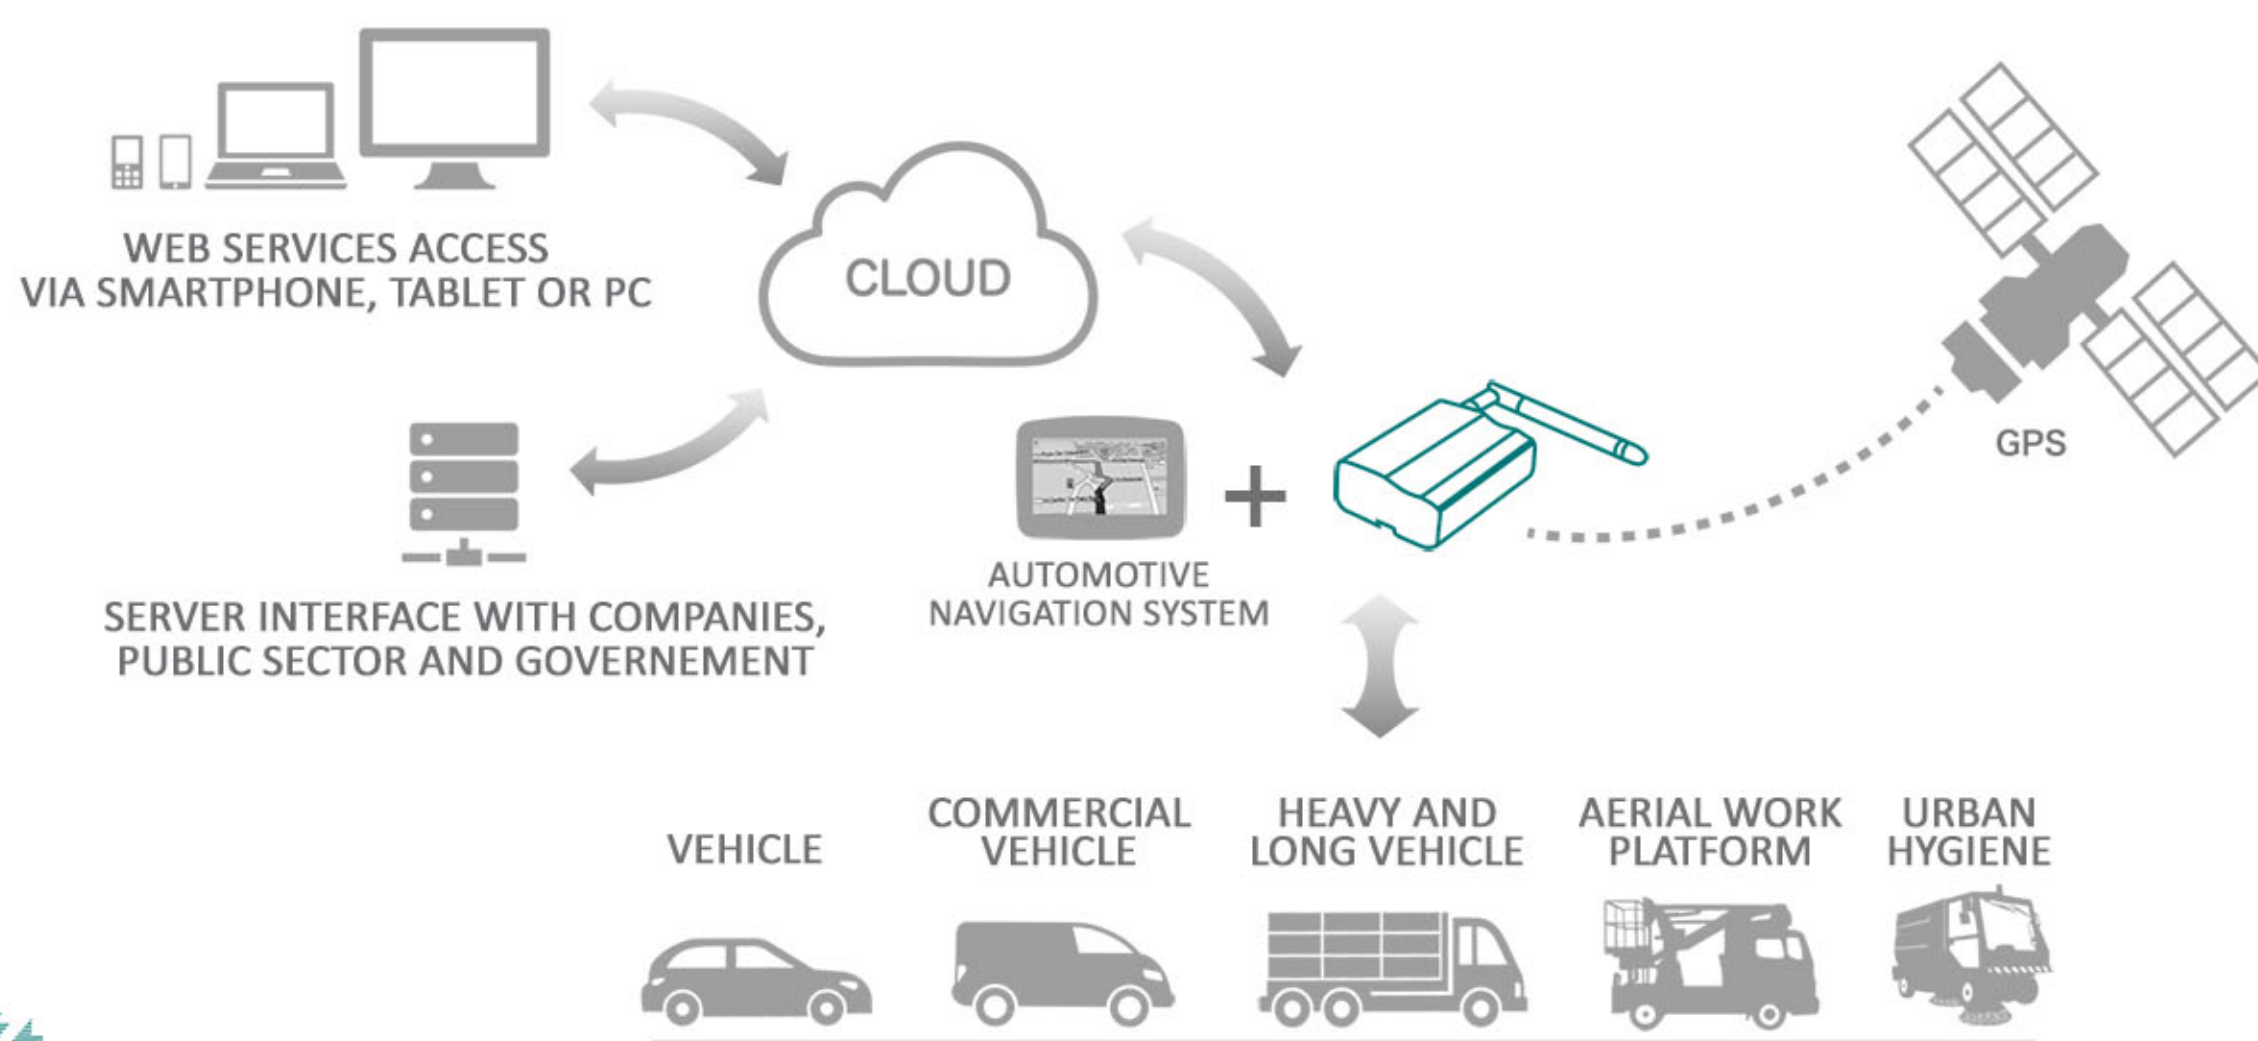 WEB SERVICES ACCESS
VIA SMARTPHONE, TABLET OR PC
CLOUD
GPS
SERVER INTERFACE WITH COMPANIES,
PUBLIC SECTOR AND GOVERNEMENT
+
AUTOMOTIVE
NAVIGATION SYSTEM
VEHICLE
COMMERCIAL
VEHICLE
HEAVY AND
LONG VEHICLE
AERIAL WORK
PLATFORM
URBAN
HYGIENE